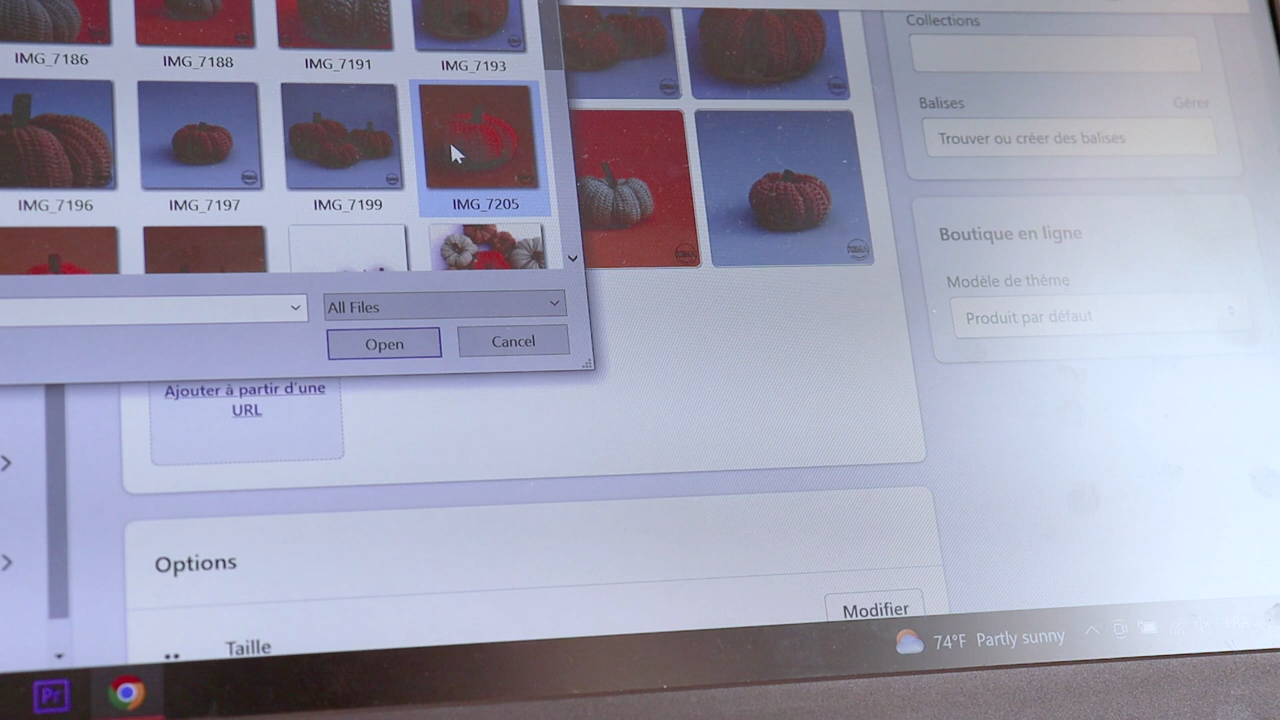 IMG_7186
IMG_7188
IMG_7191
IMG_7193
IMG_7196
IMG_7197
IMG_7199
IMG_7205
All Files
Open
Cancel
Ajouter à partir d'une
URL
Collections
Balises
Gérer
Trouver ou créer des balises
Boutique en ligne
Modèle de thème
Produit par défaut
Options
Modifier
Taille
74°F Partly sunny
Pr